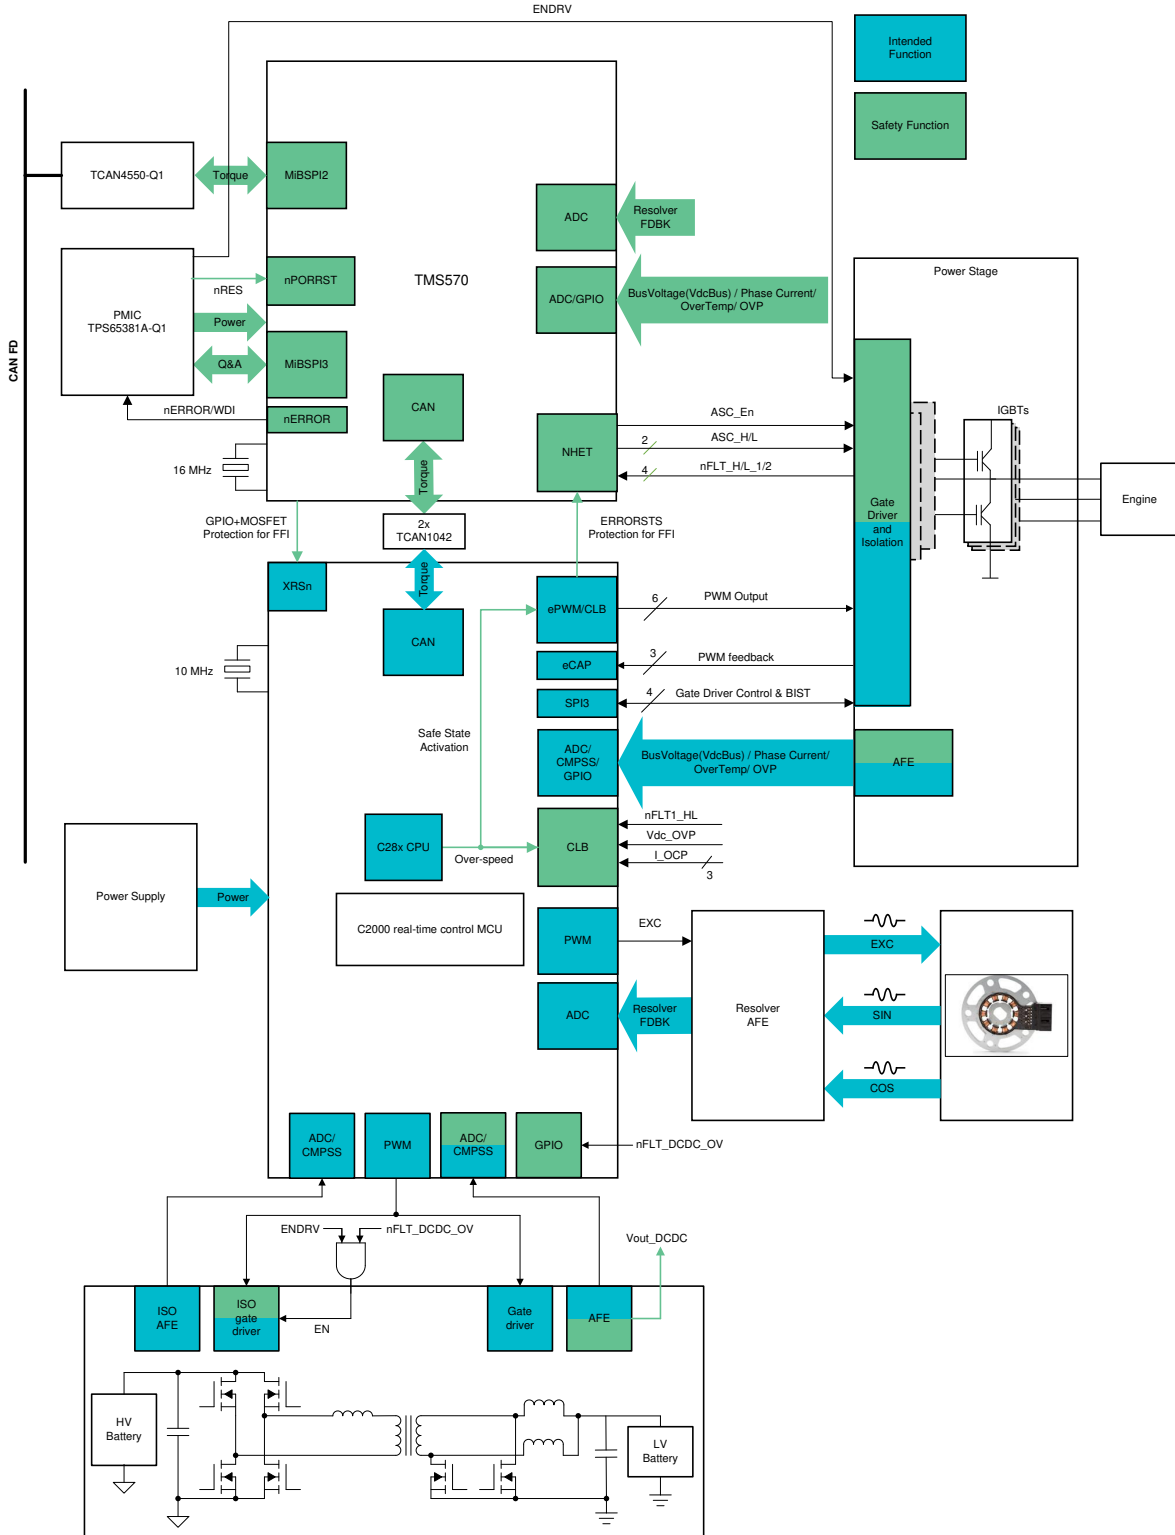 ENDRV
Intended
Function
Safety Function
CAN FD
TCAN4550-Q1
Torque
MiBSPI2
TMS570
ADC
Resolver
FDBK
PMIC
TPS65381A-Q1
nRES
nPORRST
Power
Q&A
MiBSPI3
nERROR/WDI
nERROR
16 MHz
ADC/GPIO
BusVoltage(VdcBus) / Phase Current/
OverTemp/ OVP
Power Stage
CAN
Torque
NHET
ASC_En
2
ASC_H/L
4
nFLT_H/L_1/2
IGBTs
Gate
Driver
and
Isolation
Engine
GPIO+MOSFET
Protection for FFI
2x
TCAN1042
ERRORSTS
Protection for FFI
XRSn
Torque
CAN
10 MHz
ePWM/CLB
6
PWM Output
eCAP
3
PWM feedback
SPI3
4
Gate Driver Control & BIST
Safe State
Activation
ADC/
CMPSS/
GPIO
BusVoltage(VdcBus) / Phase Current/
OverTemp/ OVP
AFE
C28x CPU
Over-speed
CLB
nFLT1_HL
Vdc_OVP
I_OCP
3
Power Supply
Power
C2000 real-time control MCU
PWM
EXC
ADC
Resolver
FDBK
Resolver
AFE
EXC
SIN
COS
ADC/
CMPSS
PWM
ADC/
CMPSS
GPIO
nFLT_DCDC_OV
ENDRV
nFLT_DCDC_OV
Vout_DCDC
ISO
AFE
ISO
gate
driver
EN
Gate
driver
AFE
HV
Battery
LV
Battery